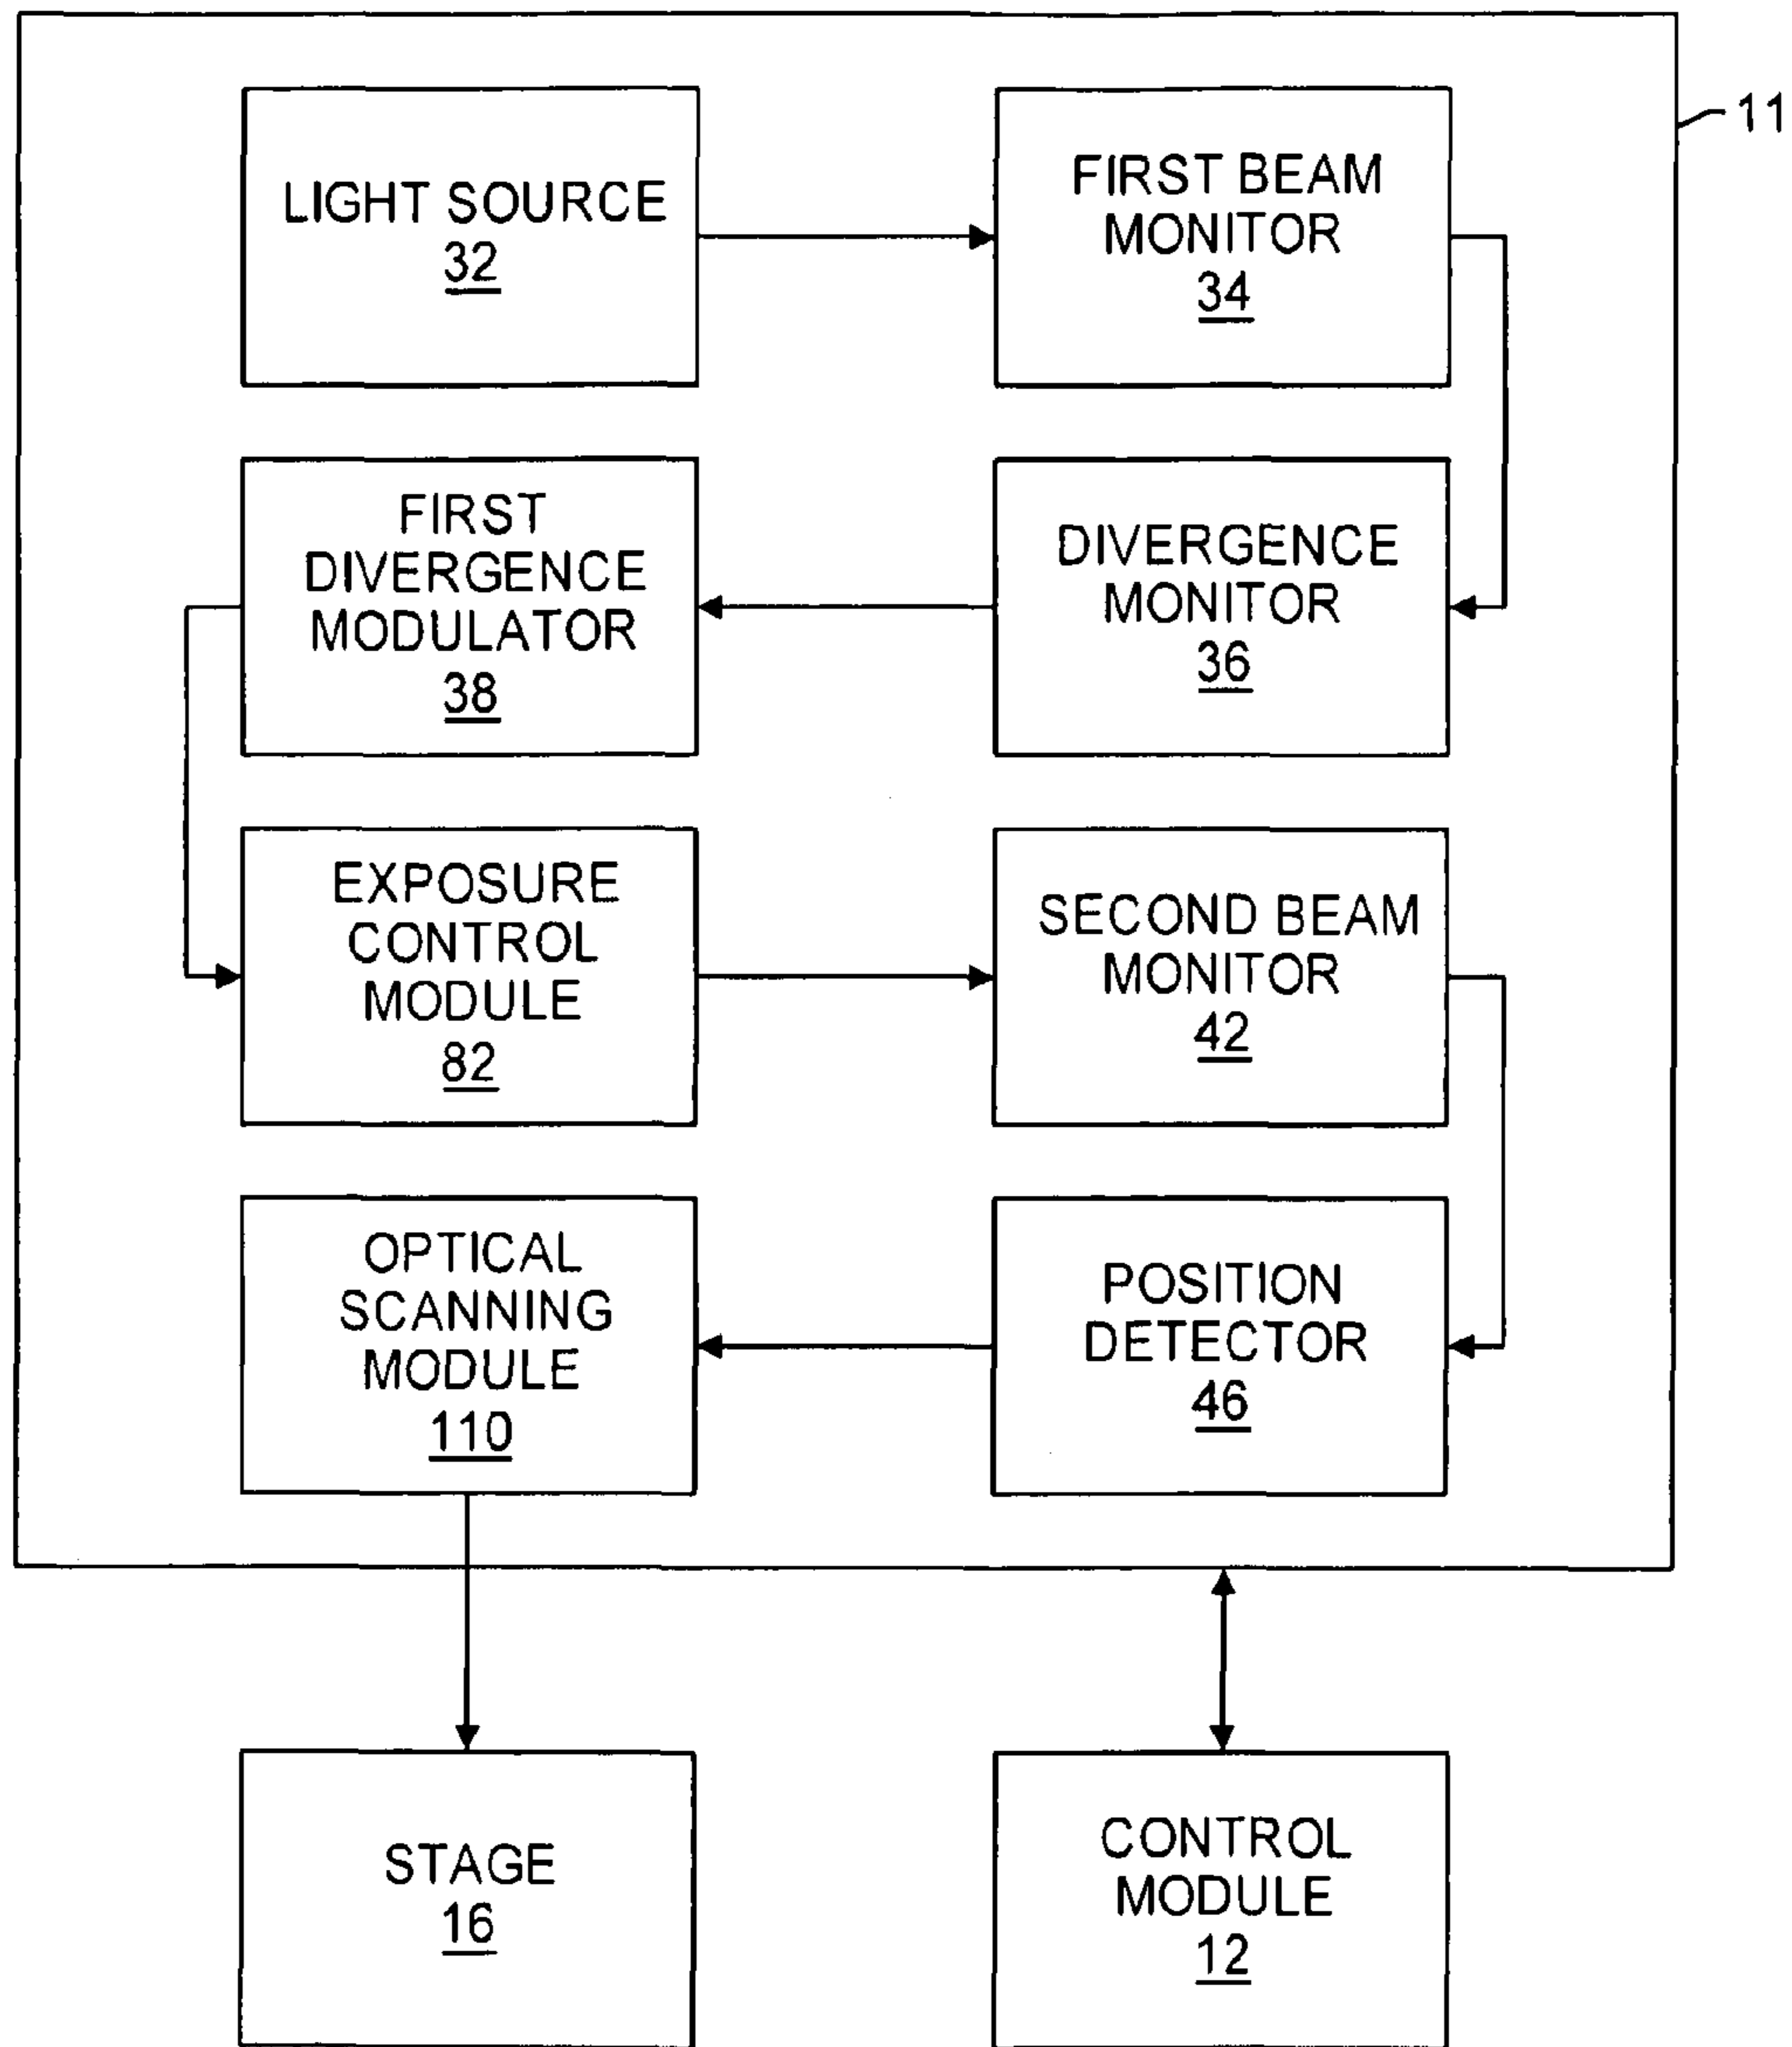 11
LIGHT SOURCE
32
FIRST BEAM
MONITOR
34
FIRST
DIVERGENCE
MODULATOR
38
DIVERGENCE
MONITOR
36
EXPOSURE
CONTROL
MODULE
82
SECOND BEAM
MONITOR
42
OPTICAL
SCANNING
MODULE
110
POSITION
DETECTOR
46
STAGE
16
CONTROL
MODULE
12